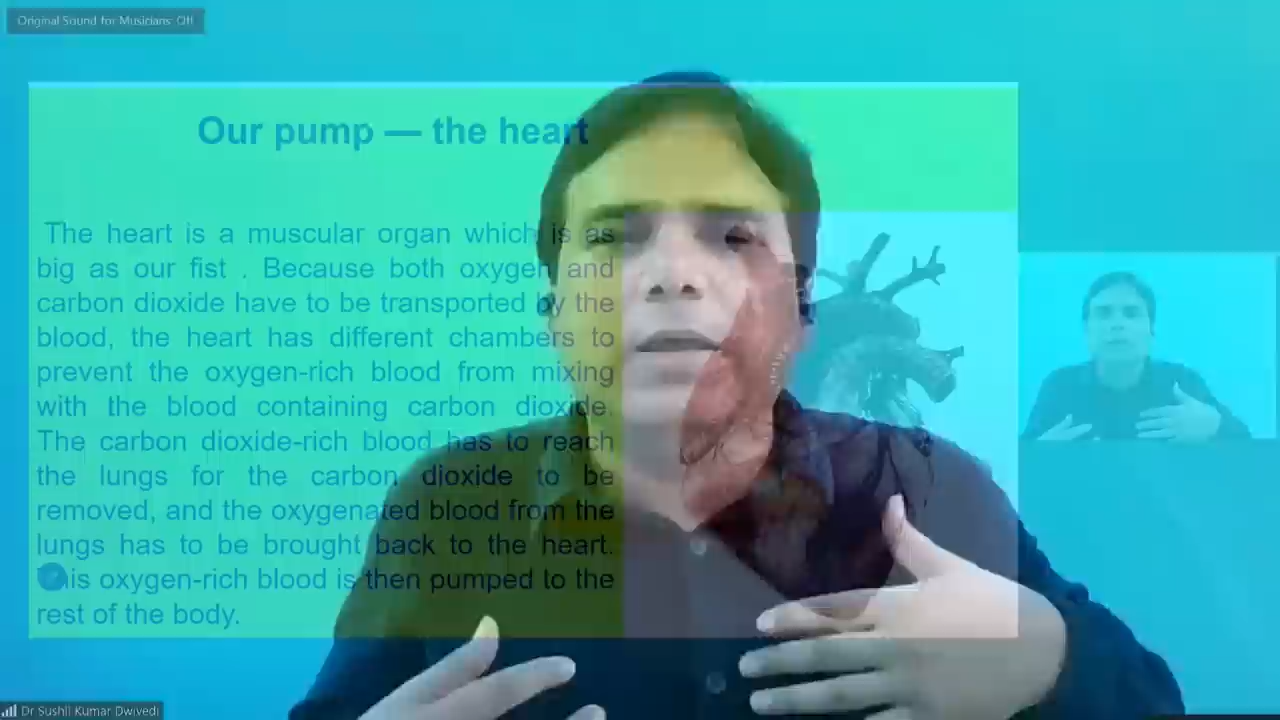 Original Sound for Musicians: Off
Our pump — the heart
The heart is a muscular organ which is as
big as our fist . Because both oxygen and
carbon dioxide have to be transported by the
blood, the heart has different chambers to
prevent the oxygen-rich blood from mixing
with the blood containing carbon dioxide.
The carbon dioxide-rich blood has to reach
the lungs for the carbon dioxide to be
removed, and the oxygenated blood from the
lungs has to be brought back to the heart.
This oxygen-rich blood is then pumped to the
rest of the body.
Dr Sushil Kumar Dwivedi